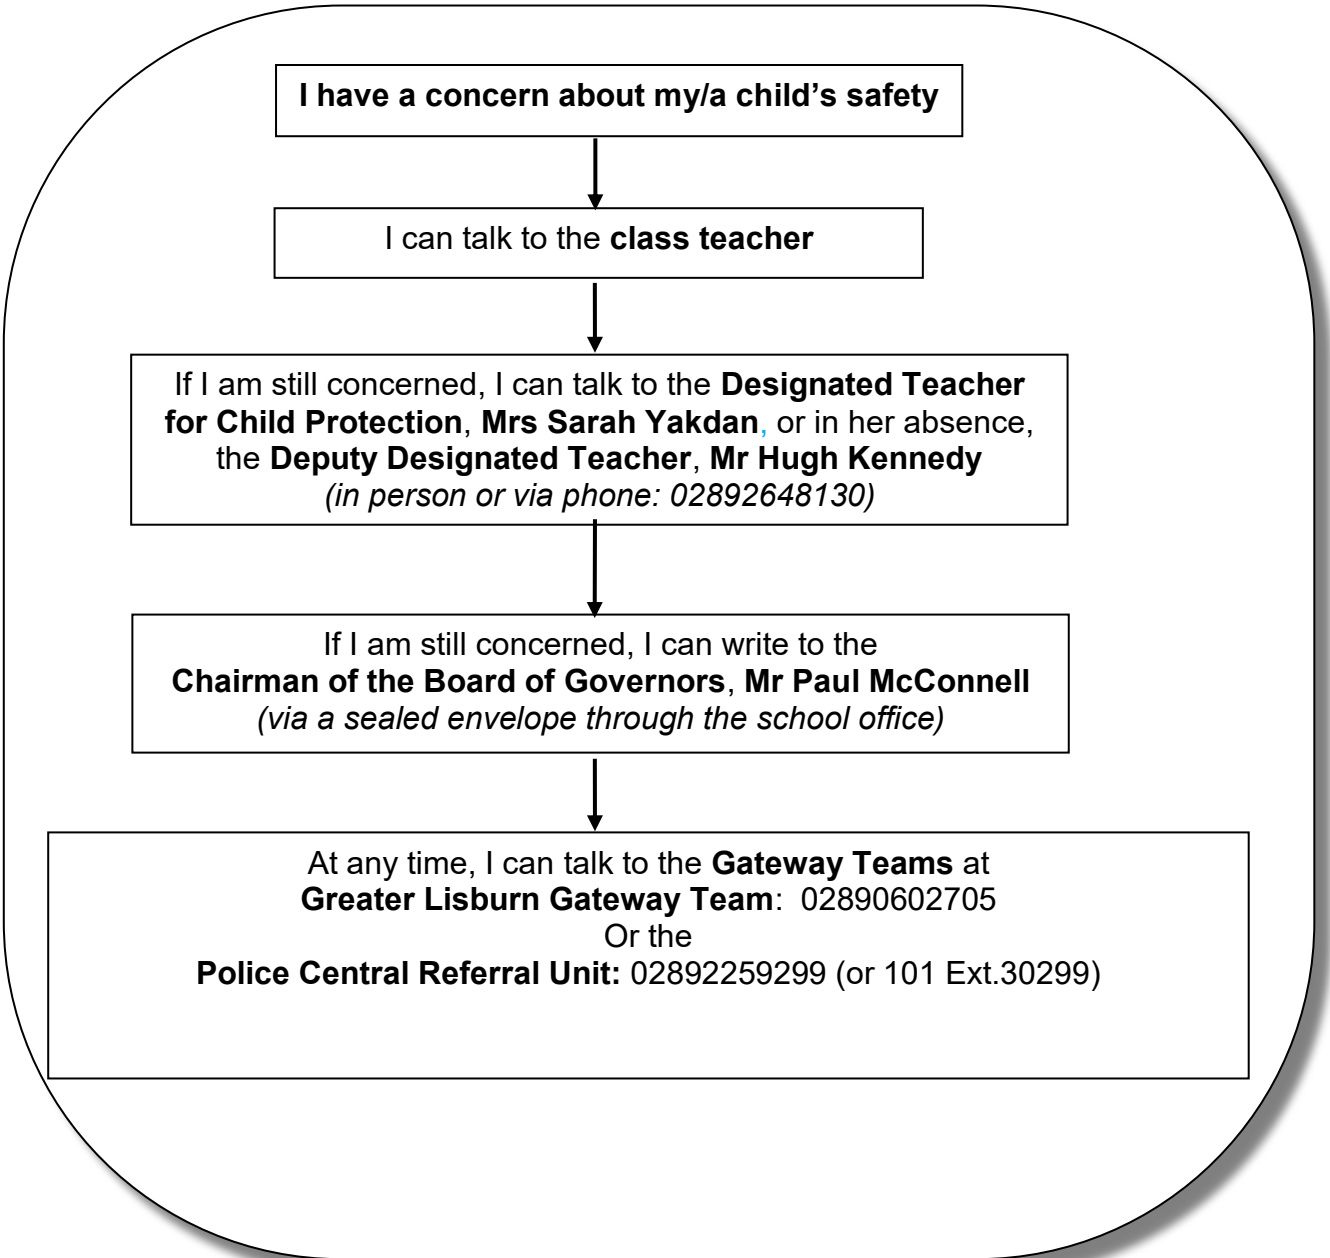 I have a concern about my/a child’s safety
I can talk to the class teacher
If I am still concerned, I can talk to the Designated Teacher
for Child Protection, Mrs Sarah Yakdan, or in her absence,
the Deputy Designated Teacher, Mr Hugh Kennedy
(in person or via phone: 02892648130)
If I am still concerned, I can write to the
Chairman of the Board of Governors, Mr Paul McConnell
(via a sealed envelope through the school office)
At any time, I can talk to the Gateway Teams at
Greater Lisburn Gateway Team:  02890602705
Or the
Police Central Referral Unit: 02892259299 (or 101 Ext.30299)